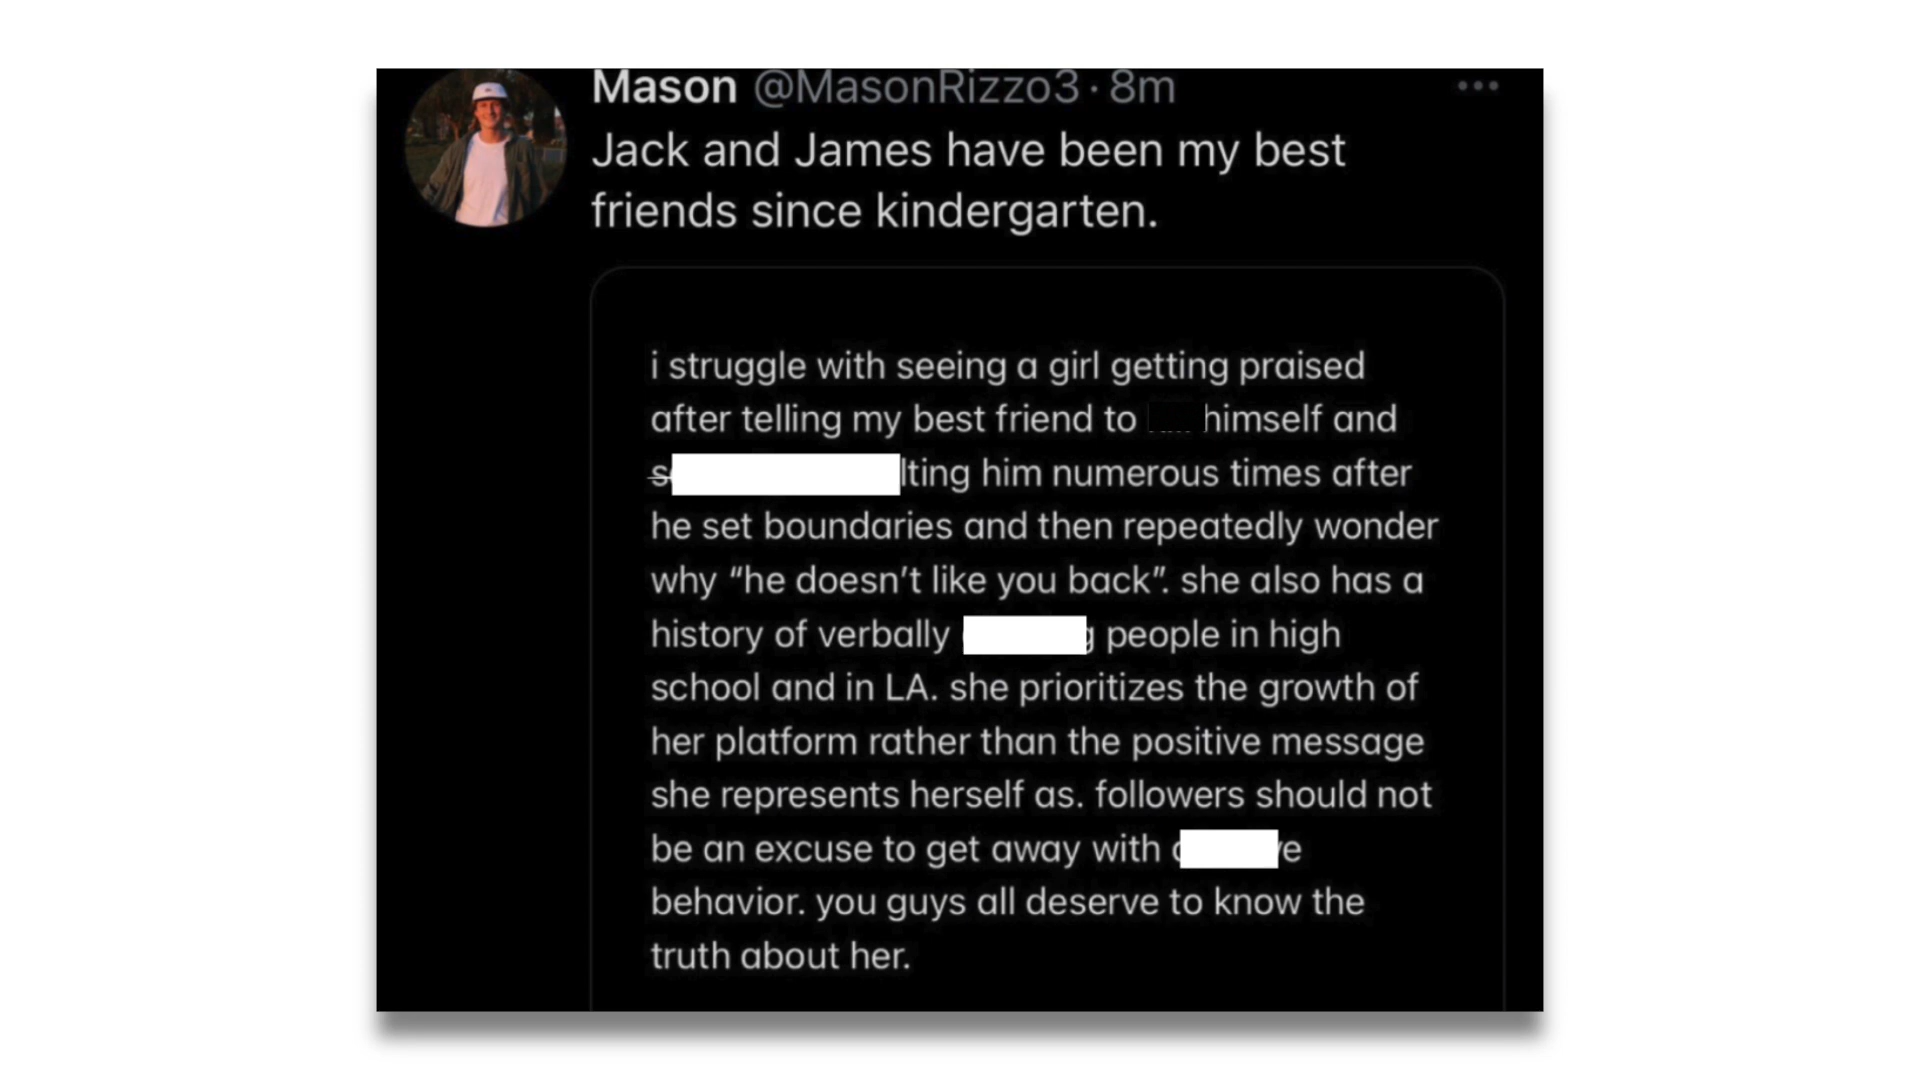 Mason @MasonRizzo3 · 8m
Jack and James have been my best
friends since kindergarten.
i struggle with seeing a girl getting praised
after telling my best friend to himself and
lting him numerous times after
he set boundaries and then repeatedly wonder
why “he doesn’t like you back”. she also has a
history of verbally people in high
school and in LA. she prioritizes the growth of
her platform rather than the positive message
she represents herself as. followers should not
be an excuse to get away with
behavior. you guys all deserve to know the
truth about her.